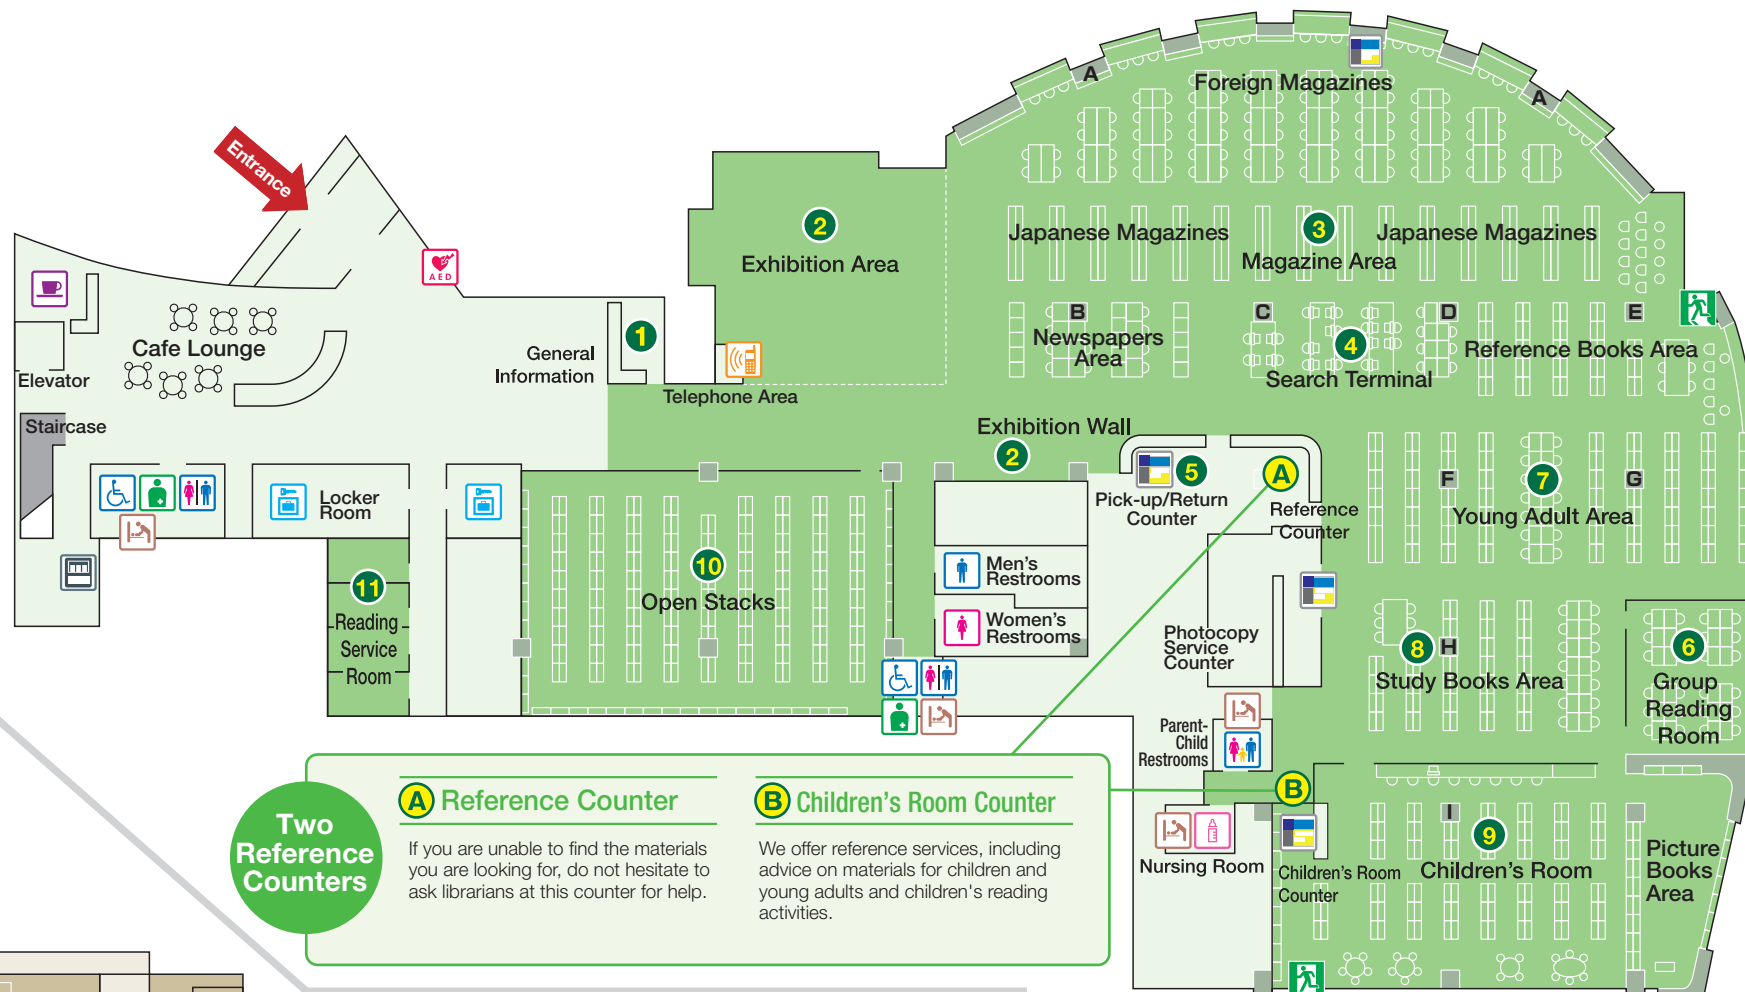 Entrance
AED
A
A
Foreign Magazines
2
Exhibition Area
Japanese Magazines
3
Japanese Magazines
Magazine Area
Cafe Lounge
Elevator
Staircase
1
General
Information
Telephone Area
B
Newspapers
Area
C
4
Search Terminal
D
E
Reference Books Area
Exhibition Wall
2
5
Pick-up/Return
Counter
A
Reference
Counter
F
7
G
Young Adult Area
Locker
Room
11
Reading
Service
Room
10
Open Stacks
Men's
Restrooms
Women's
Restrooms
Photocopy
Service
Counter
8
H
Study Books Area
6
Group
Reading
Room
Parent-
Child
Restrooms
B
Nursing Room
Children's Room
Counter
I
9
Children's Room
Picture
Books
Area
Two
Reference
Counters
A Reference Counter
If you are unable to find the materials
you are looking for, do not hesitate to
ask librarians at this counter for help.
B Children's Room Counter
We offer reference services, including
advice on materials for children and
young adults and children's reading
activities.